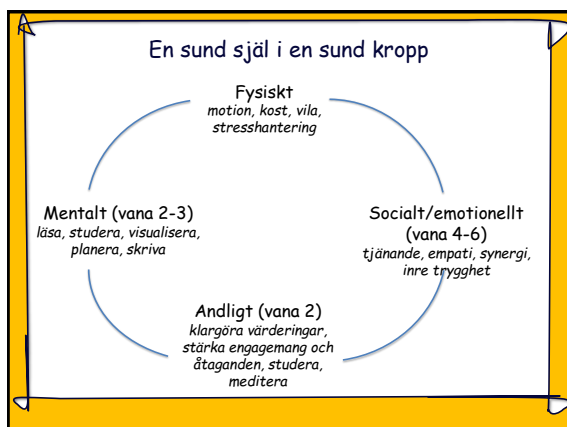 En sund själ i en sund kropp
Fysiskt
motion, kost, vila,
stresshantering
Mentalt (vana 2-3)
läsa, studera, visualisera,
planera, skriva
Socialt/emotionellt
(vana 4-6)
tjänande, empati, synergi,
inre trygghet
Andligt (vana 2)
klargöra värderingar,
stärka engagemang och
åtaganden, studera,
meditera